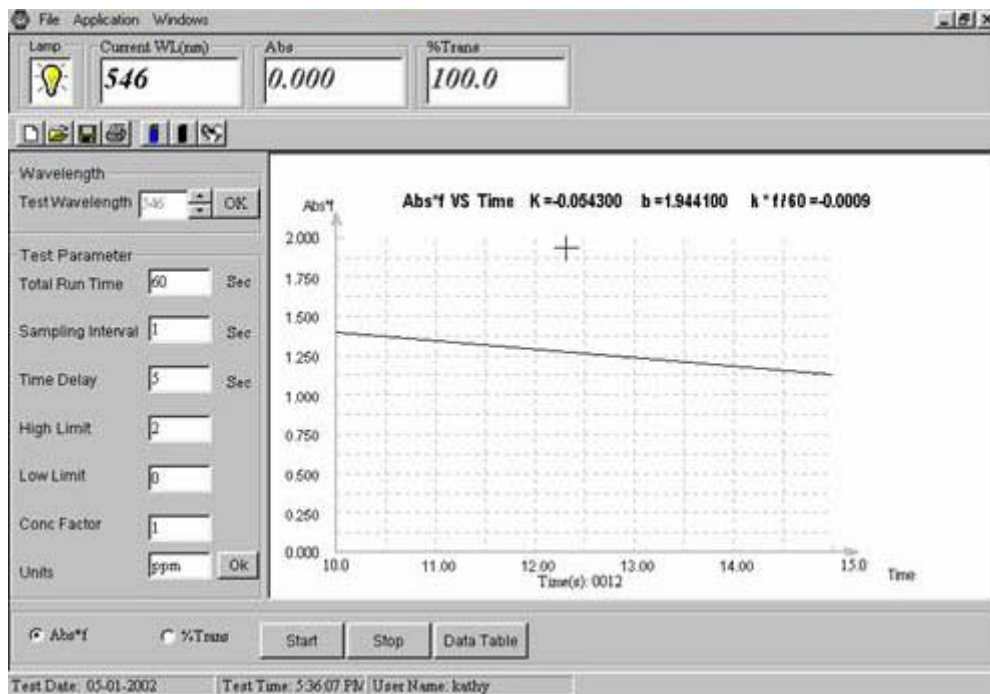 File Application Windows
Lamp Current WL(nm) Abs %Trans
546 0.000 100.0
Wavelength
Test Wavelength 546 OK
Test Parameter
Total Run Time 60 Sec
Sampling Interval 1 Sec
Time Delay 5 Sec
High Limit 2
Low Limit 0
Conc Factor 1
Units ppm Ok
Abs*f VS Time K=-0.054300 b=1.944100 k*f/60=-0.0009
Abs*f
2.000
1.750
1.500
1.250
1.000
0.750
0.500
0.250
0.000
10.0 11.00 12.00 13.00 14.00 15.0 Time
Time(s): 0012
Abs*f %Trans Start Stop Data Table
Test Date: 05-01-2002 Test Time: 5:36:07 PM User Name: kathy